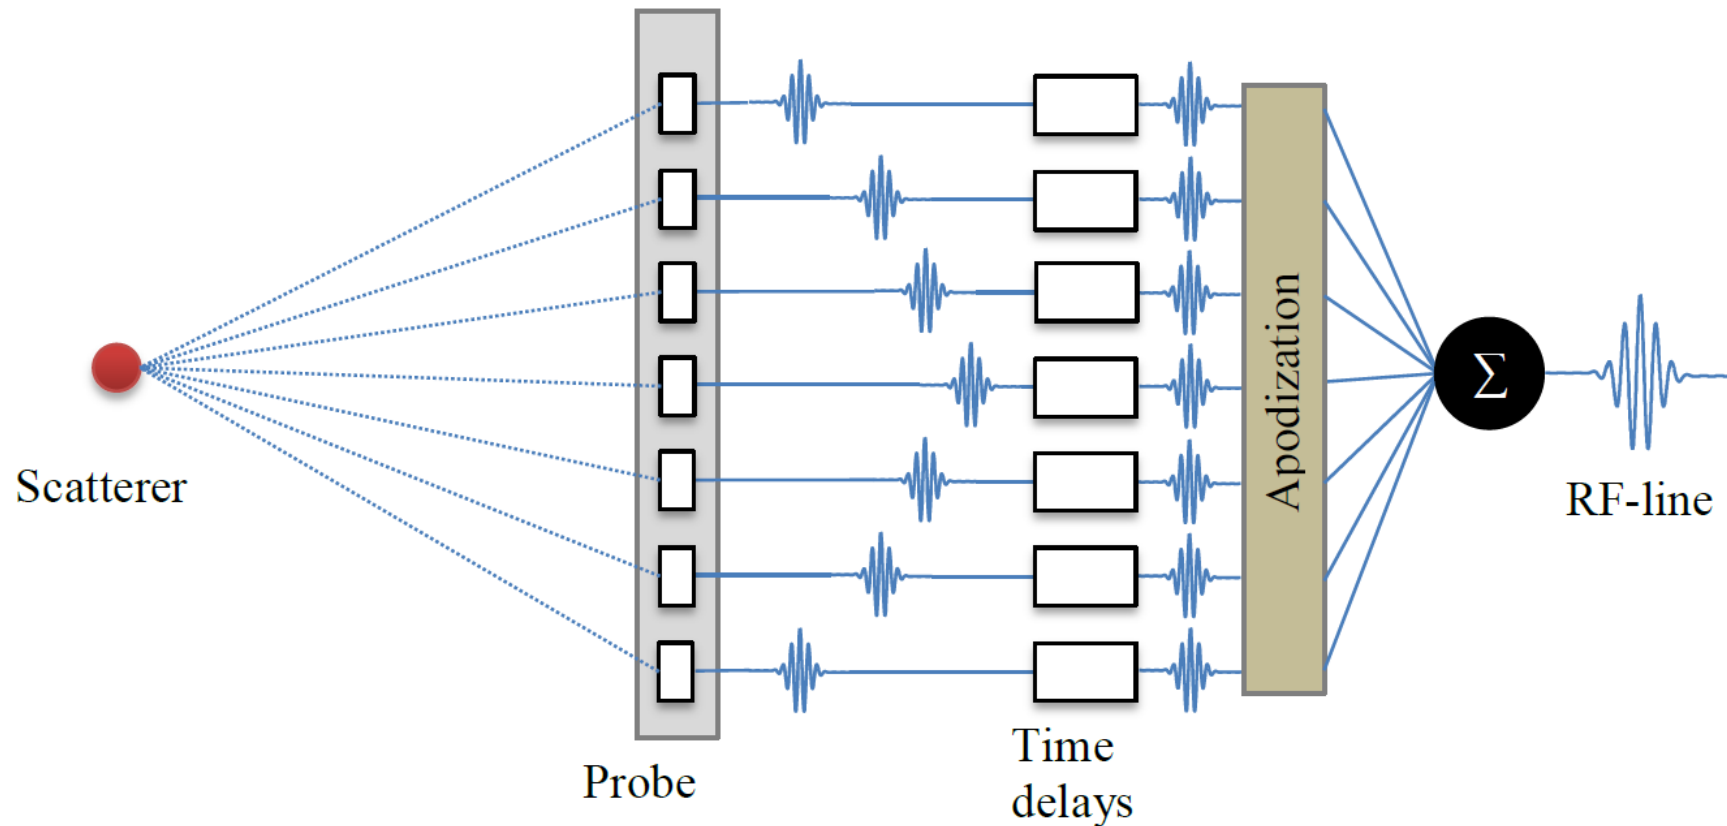 Scatterer
Probe
Time
delays
Apodization
Σ
RF-line